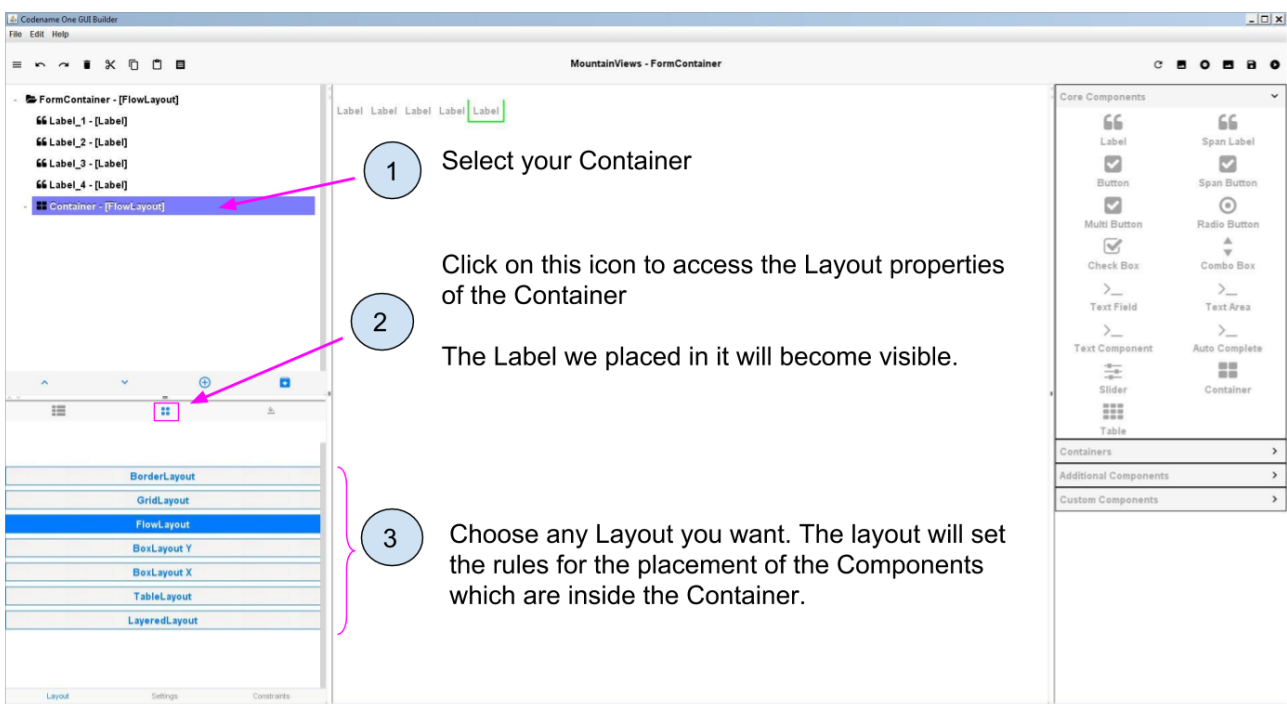 Codename One GUI Builder
File Edit Help
MountainViews - FormContainer
FormContainer - [FlowLayout]
Label_1 - [Label]
Label_2 - [Label]
Label_3 - [Label]
Label_4 - [Label]
Container - [FlowLayout]
Label Label Label Label Label
1
Select your Container
2
Click on this icon to access the Layout properties
of the Container
The Label we placed in it will become visible.
BorderLayout
GridLayout
FlowLayout
BoxLayout Y
BoxLayout X
TableLayout
LayeredLayout
3
Choose any Layout you want. The layout will set
the rules for the placement of the Components
which are inside the Container.
Layout Settings Constraints
Core Components
Label Span Label
Button Span Button
Multi Button Radio Button
Check Box Combo Box
Text Field Text Area
Text Component Auto Complete
Slider Container
Table
Containers
Additional Components
Custom Components